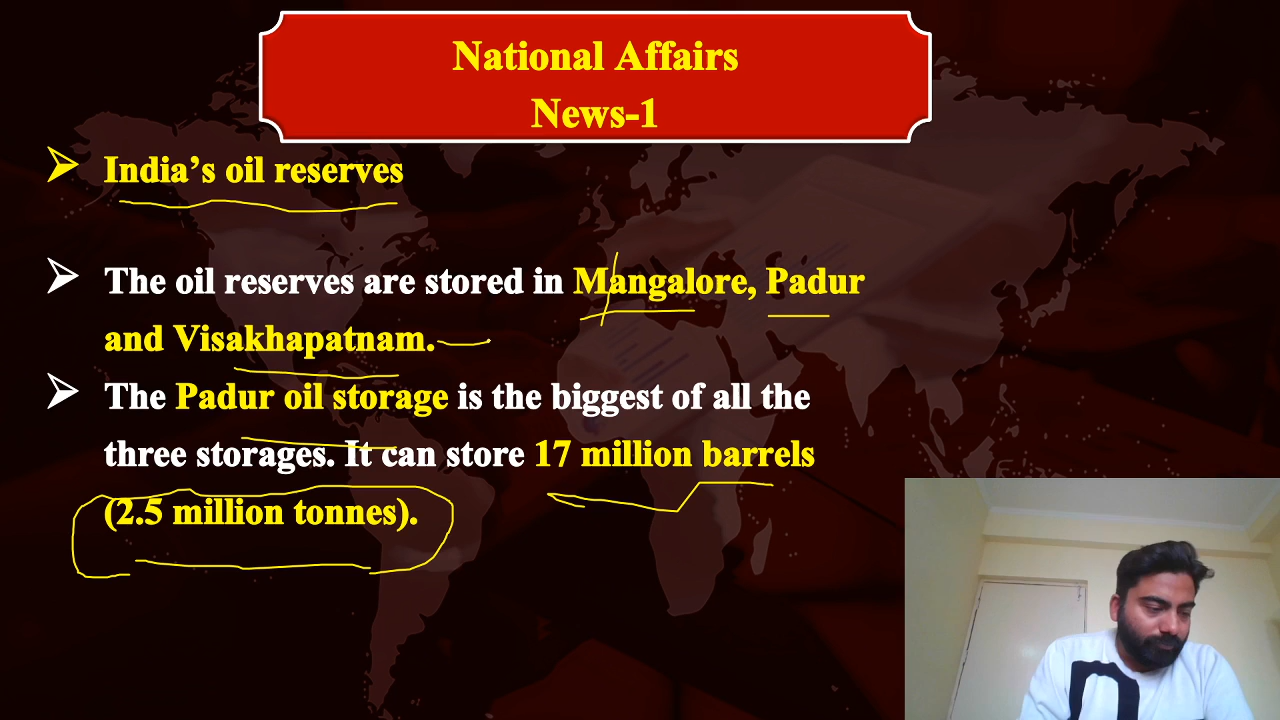 National Affairs
News-1
India’s oil reserves
The oil reserves are stored in Mangalore, Padur
and Visakhapatnam.
The Padur oil storage is the biggest of all the
three storages. It can store 17 million barrels
(2.5 million tonnes).